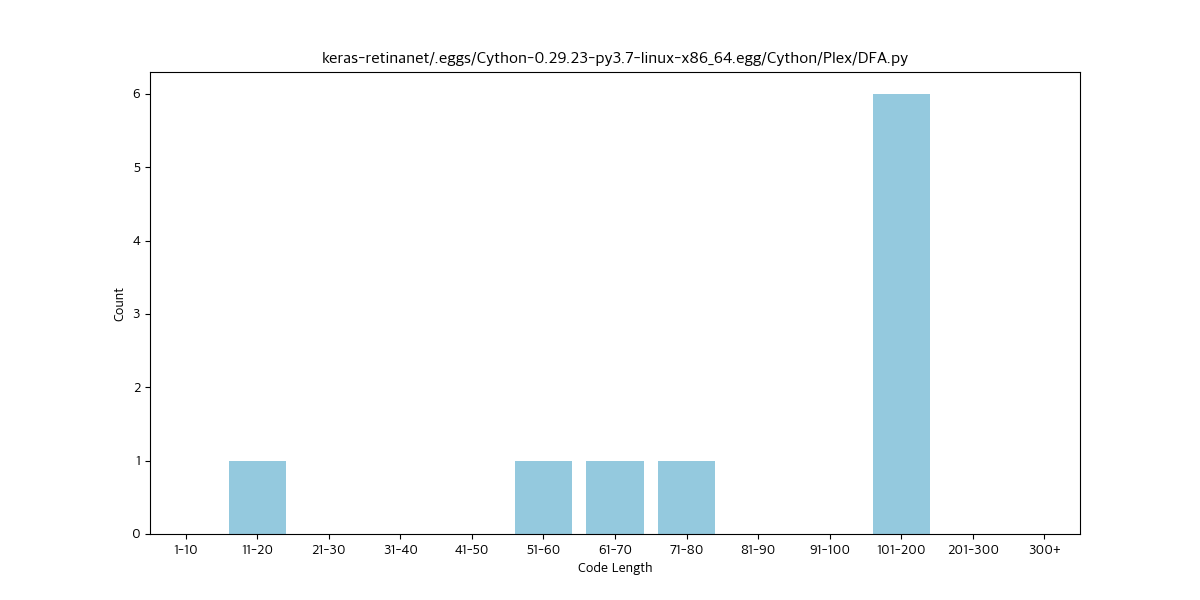 keras-retinanet/.eggs/Cython-0.29.23-py3.7-linux-x86_64.egg/Cython/Plex/DFA.py
6
5
4
3
2
1
0
Count
1-10 11-20 21-30 31-40 41-50 51-60 61-70 71-80 81-90 91-100 101-200 201-300 300+
Code Length